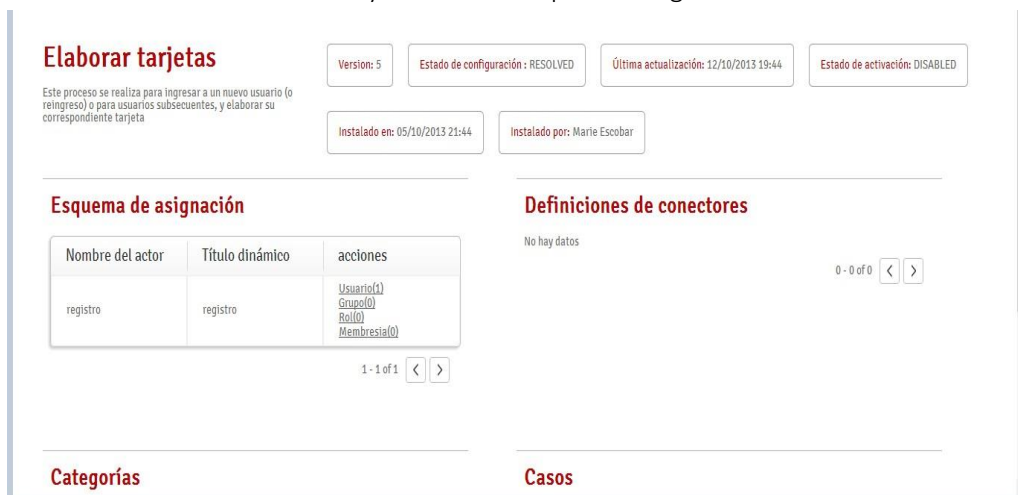 Elaborar tarjetas
Este proceso se realiza para ingresar a un nuevo usuario (o
reingreso) o para usuarios subsecuentes, y elaborar su
correspondiente tarjeta
Version: 5
Estado de configuración : RESOLVED
Última actualización: 12/10/2013 19:44
Estado de activación: DISABLED
Instalado en: 05/10/2013 21:44
Instalado por: Marie Escobar
Esquema de asignación
Nombre del actor Título dinámico acciones
registro registro
Usuario(1)
Grupo(0)
Rol(0)
Membresia(0)
1 - 1 of 1
Definiciones de conectores
No hay datos
0 - 0 of 0
Categorías
Casos